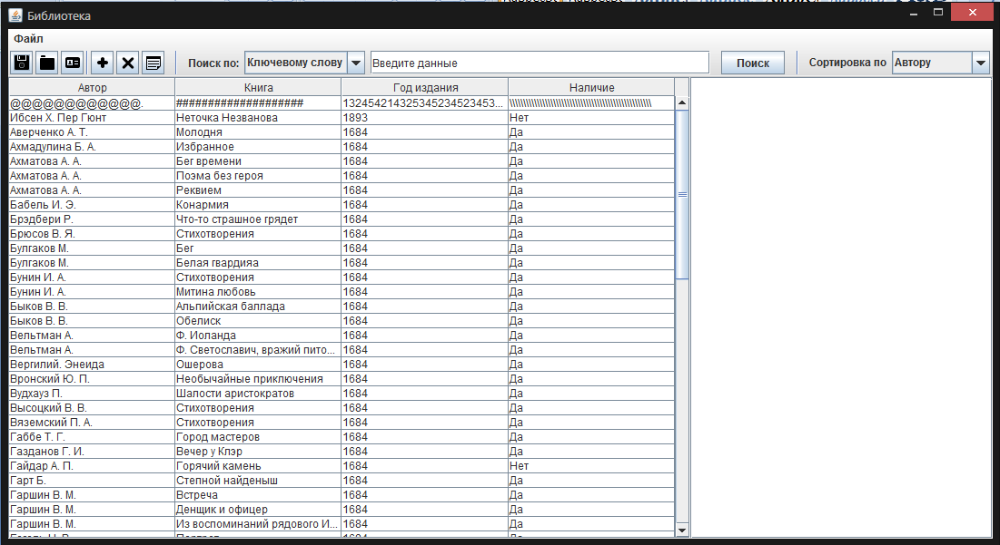 Библиотека
Файл
Поиск по: Ключевому слову Введите данные Поиск Сортировка по Автору
Автор Книга Год издания Наличие
@@@@@@@@@@@@. #################### 132454214325345234523453...
Ибсен Х. Пер Гюнт Неточка Незванова 1893 Нет
Аверченко А. Т. Молодня 1684 Да
Ахмадулина Б. А. Избранное 1684 Да
Ахматова А. А. Бег времени 1684 Да
Ахматова А. А. Поэма без героя 1684 Да
Ахматова А. А. Реквием 1684 Да
Бабель И. Э. Конармия 1684 Да
Брэдбери Р. Что-то страшное грядет 1684 Да
Брюсов В. Я. Стихотворения 1684 Да
Булгаков М. Бег 1684 Да
Булгаков М. Белая гвардияа 1684 Да
Бунин И. А. Стихотворения 1684 Да
Бунин И. А. Митина любовь 1684 Да
Быков В. В. Альпийская баллада 1684 Да
Быков В. В. Обелиск 1684 Да
Вельтман А. Ф. Иоланда 1684 Да
Вельтман А. Ф. Светославич, вражий пито... 1684 Да
Вергилий. Энеида Ошерова 1684 Да
Вронский Ю. П. Необычайные приключения 1684 Да
Вудхауз П. Шалости аристократов 1684 Да
Высоцкий В. В. Стихотворения 1684 Да
Вяземский П. А. Стихотворения 1684 Да
Габбе Т. Г. Город мастеров 1684 Да
Газданов Г. И. Вечер у Клэр 1684 Да
Гайдар А. П. Горячий камень 1684 Нет
Гарт Б. Степной найденыш 1684 Да
Гаршин В. М. Встреча 1684 Да
Гаршин В. М. Денщик и офицер 1684 Да
Гаршин В. М. Из воспоминаний рядового И... 1684 Да